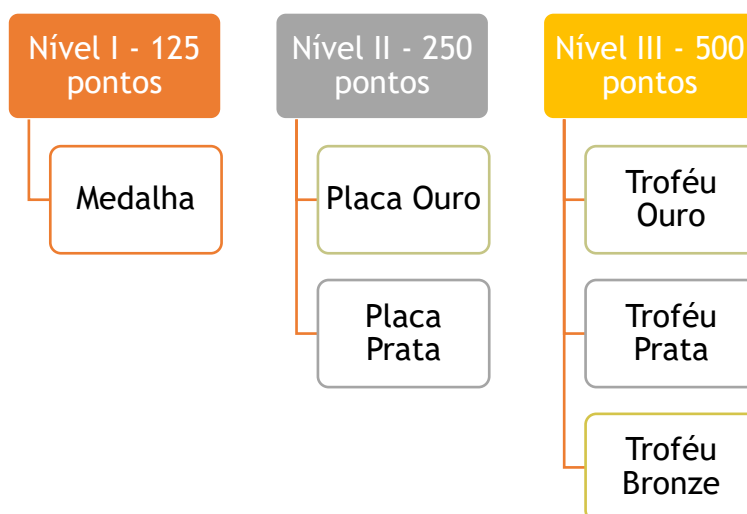 Nível I - 125
pontos
Medalha
Nível II - 250
pontos
Placa Ouro
Placa
Prata
Nível III - 500
pontos
Troféu
Ouro
Troféu
Prata
Troféu
Bronze